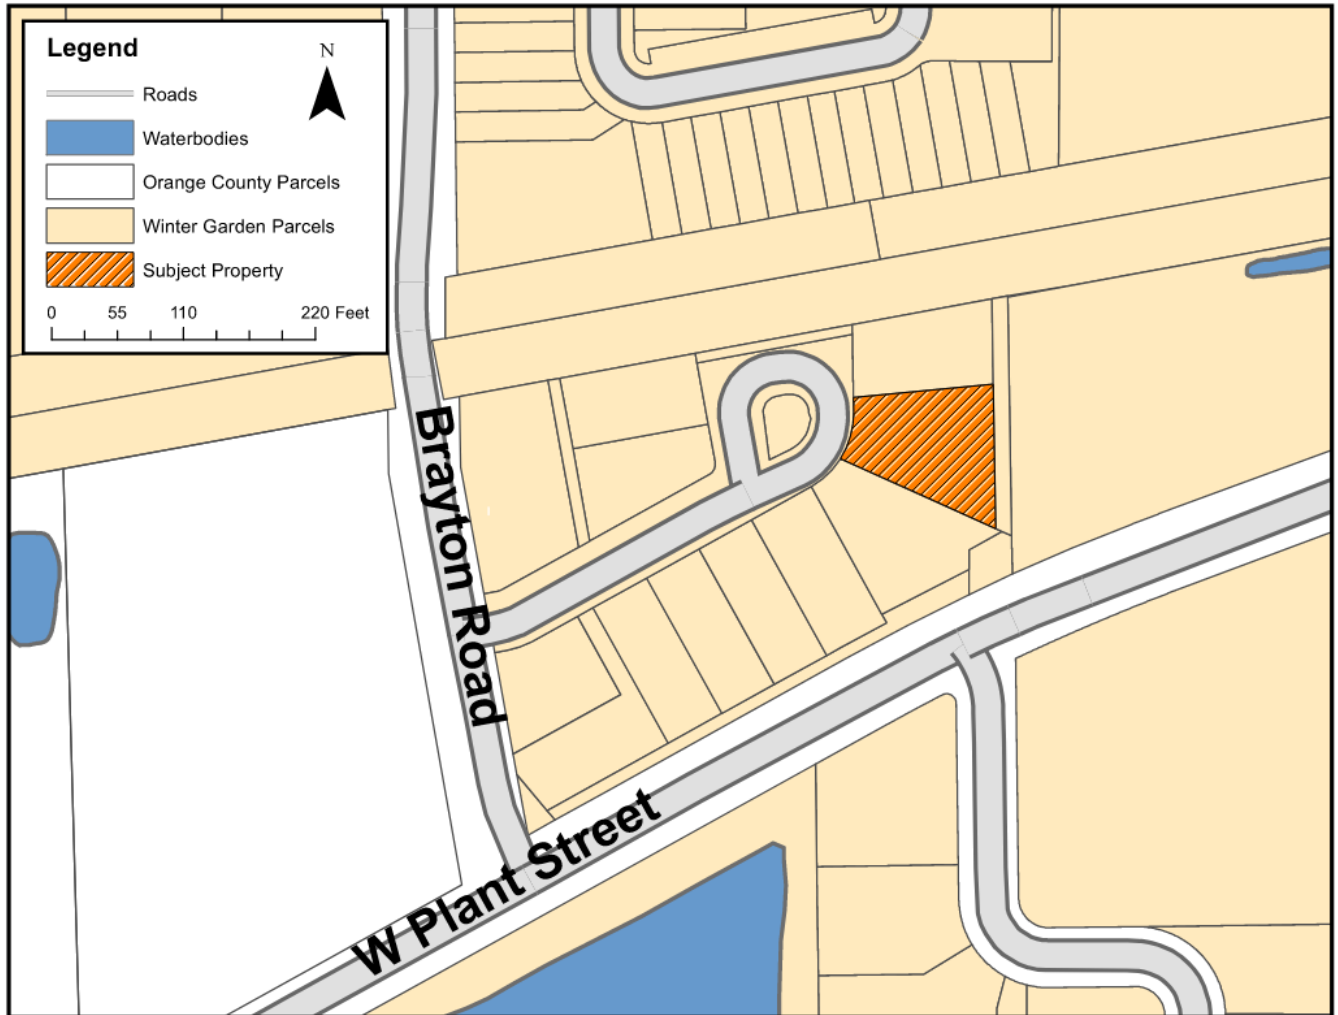 Legend
N
Roads
Waterbodies
Orange County Parcels
Winter Garden Parcels
Subject Property
0 55 110 220 Feet
Brayton Road
W Plant Street